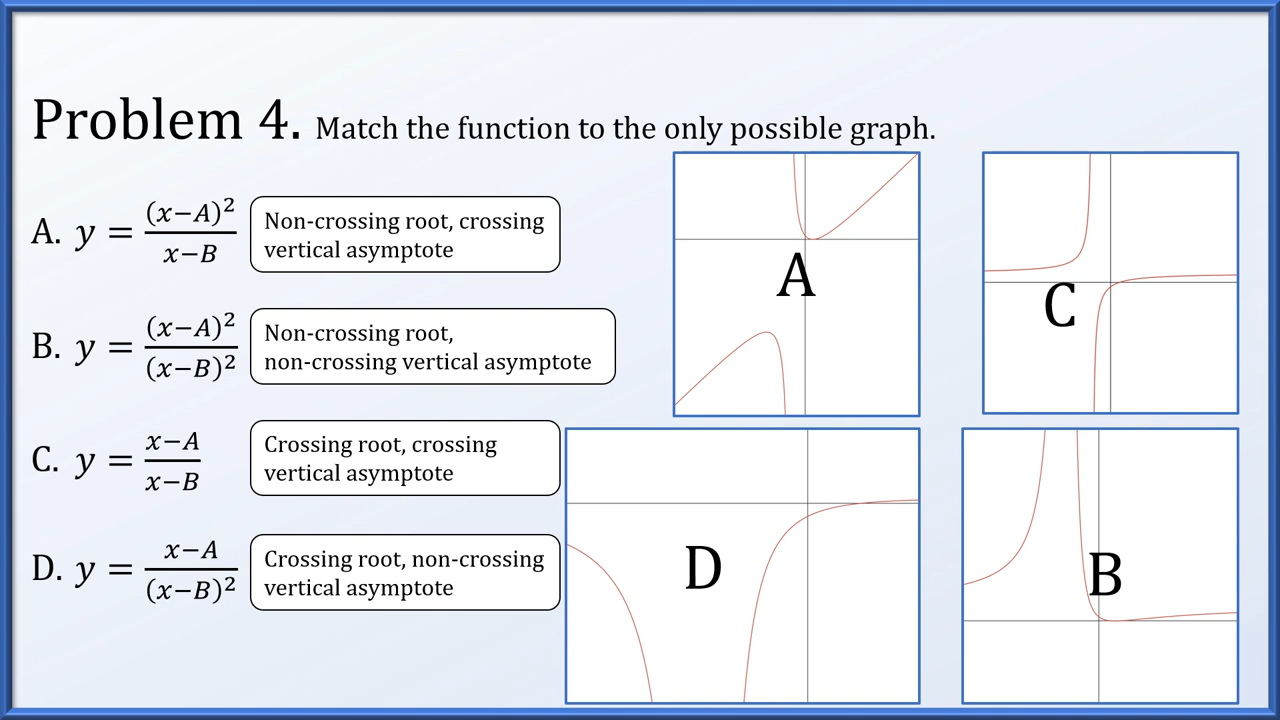 Problem 4. Match the function to the only possible graph.
A. y = (x−A)²/(x−B)
Non-crossing root, crossing
vertical asymptote
B. y = (x−A)²/(x−B)²
Non-crossing root,
non-crossing vertical asymptote
C. y = (x−A)/(x−B)
Crossing root, crossing
vertical asymptote
D. y = (x−A)/(x−B)²
Crossing root, non-crossing
vertical asymptote
A
C
D
B